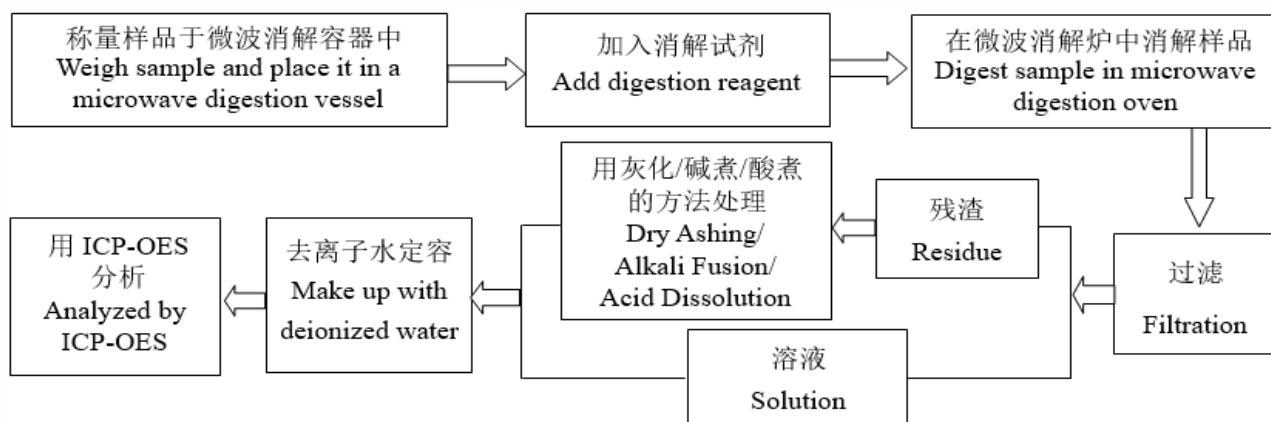 称量样品于微波消解容器中
Weigh sample and place it in a
microwave digestion vessel
加入消解试剂
Add digestion reagent
在微波消解炉中消解样品
Digest sample in microwave
digestion oven
过滤
Filtration
残渣
Residue
用灰化/碱煮/酸煮
的方法处理
Dry Ashing/
Alkali Fusion/
Acid Dissolution
溶液
Solution
去离子水定容
Make up with
deionized water
用 ICP-OES
分析
Analyzed by
ICP-OES